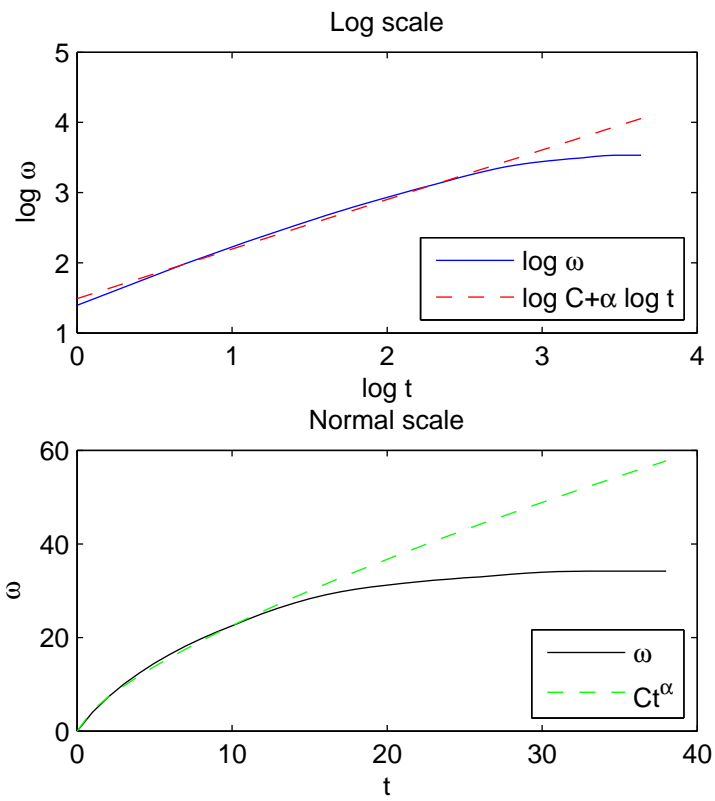 Log scale
5
4
3
2
1
log ω
log ω
log C+α log t
0 1 2 3 4
log t
Normal scale
60
40
20
0
ω
ω
Ct^α
0 10 20 30 40
t